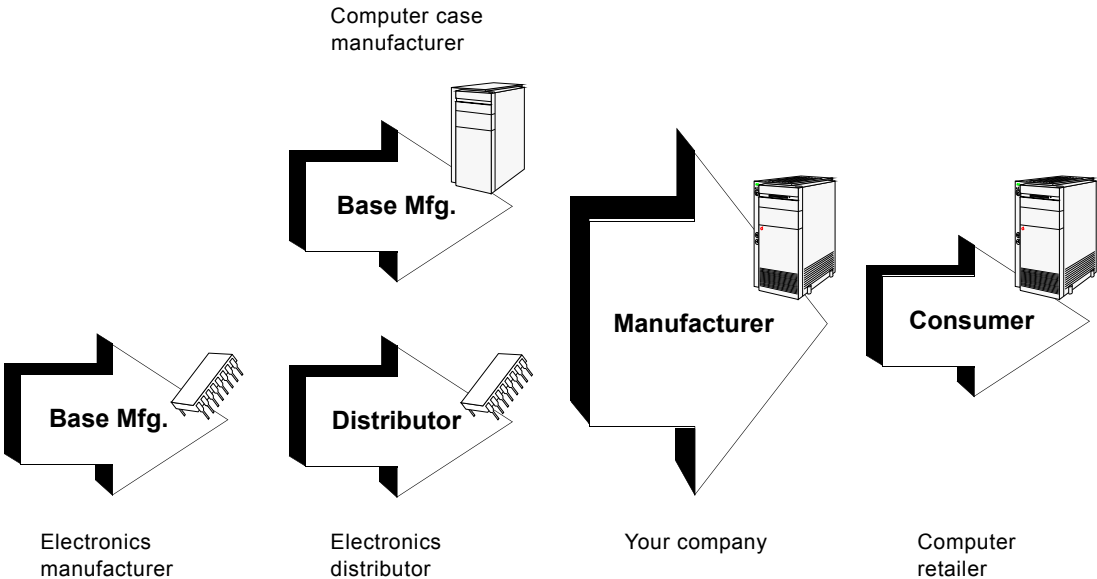 Computer case
manufacturer
Base Mfg.
Manufacturer
Consumer
Base Mfg.
Distributor
Electronics
manufacturer
Electronics
distributor
Your company
Computer
retailer